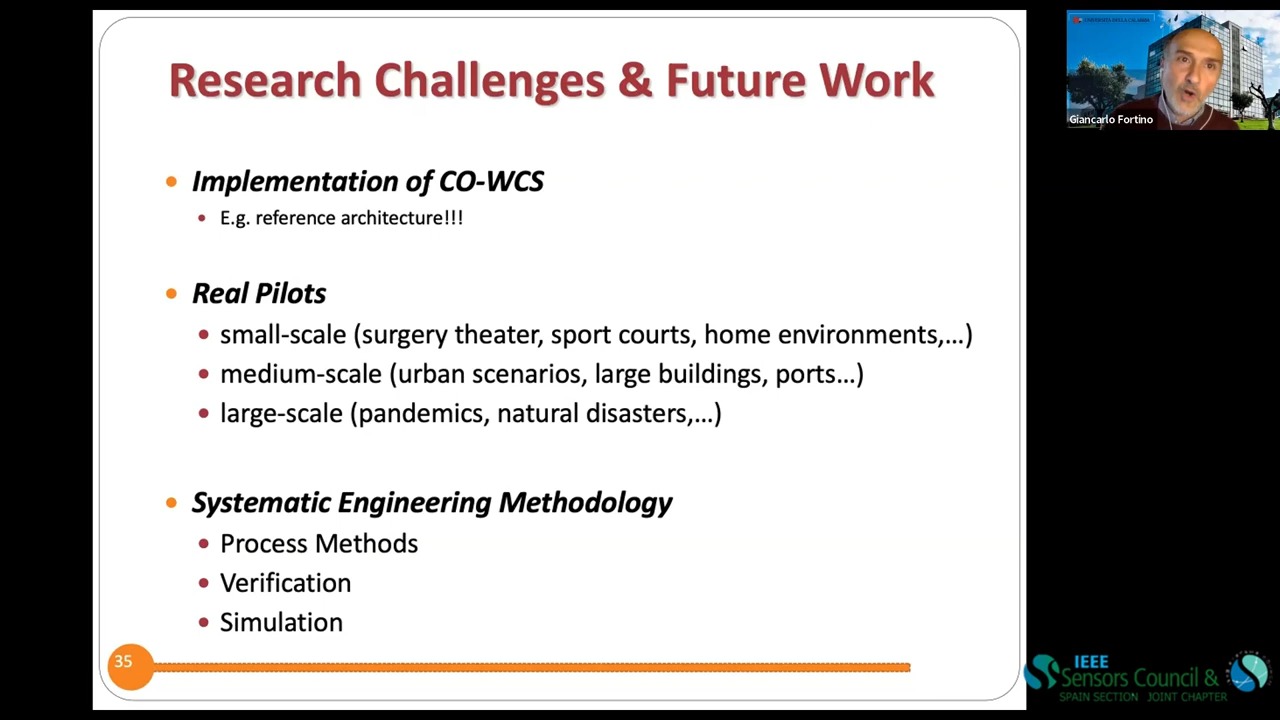 Research Challenges & Future Work
• Implementation of CO-WCS
• E.g. reference architecture!!!
• Real Pilots
• small-scale (surgery theater, sport courts, home environments,...)
• medium-scale (urban scenarios, large buildings, ports...)
• large-scale (pandemics, natural disasters,...)
• Systematic Engineering Methodology
• Process Methods
• Verification
• Simulation
35
Giancarlo Fortino
IEEE
Sensors Council &
SPAIN SECTION JOINT CHAPTER